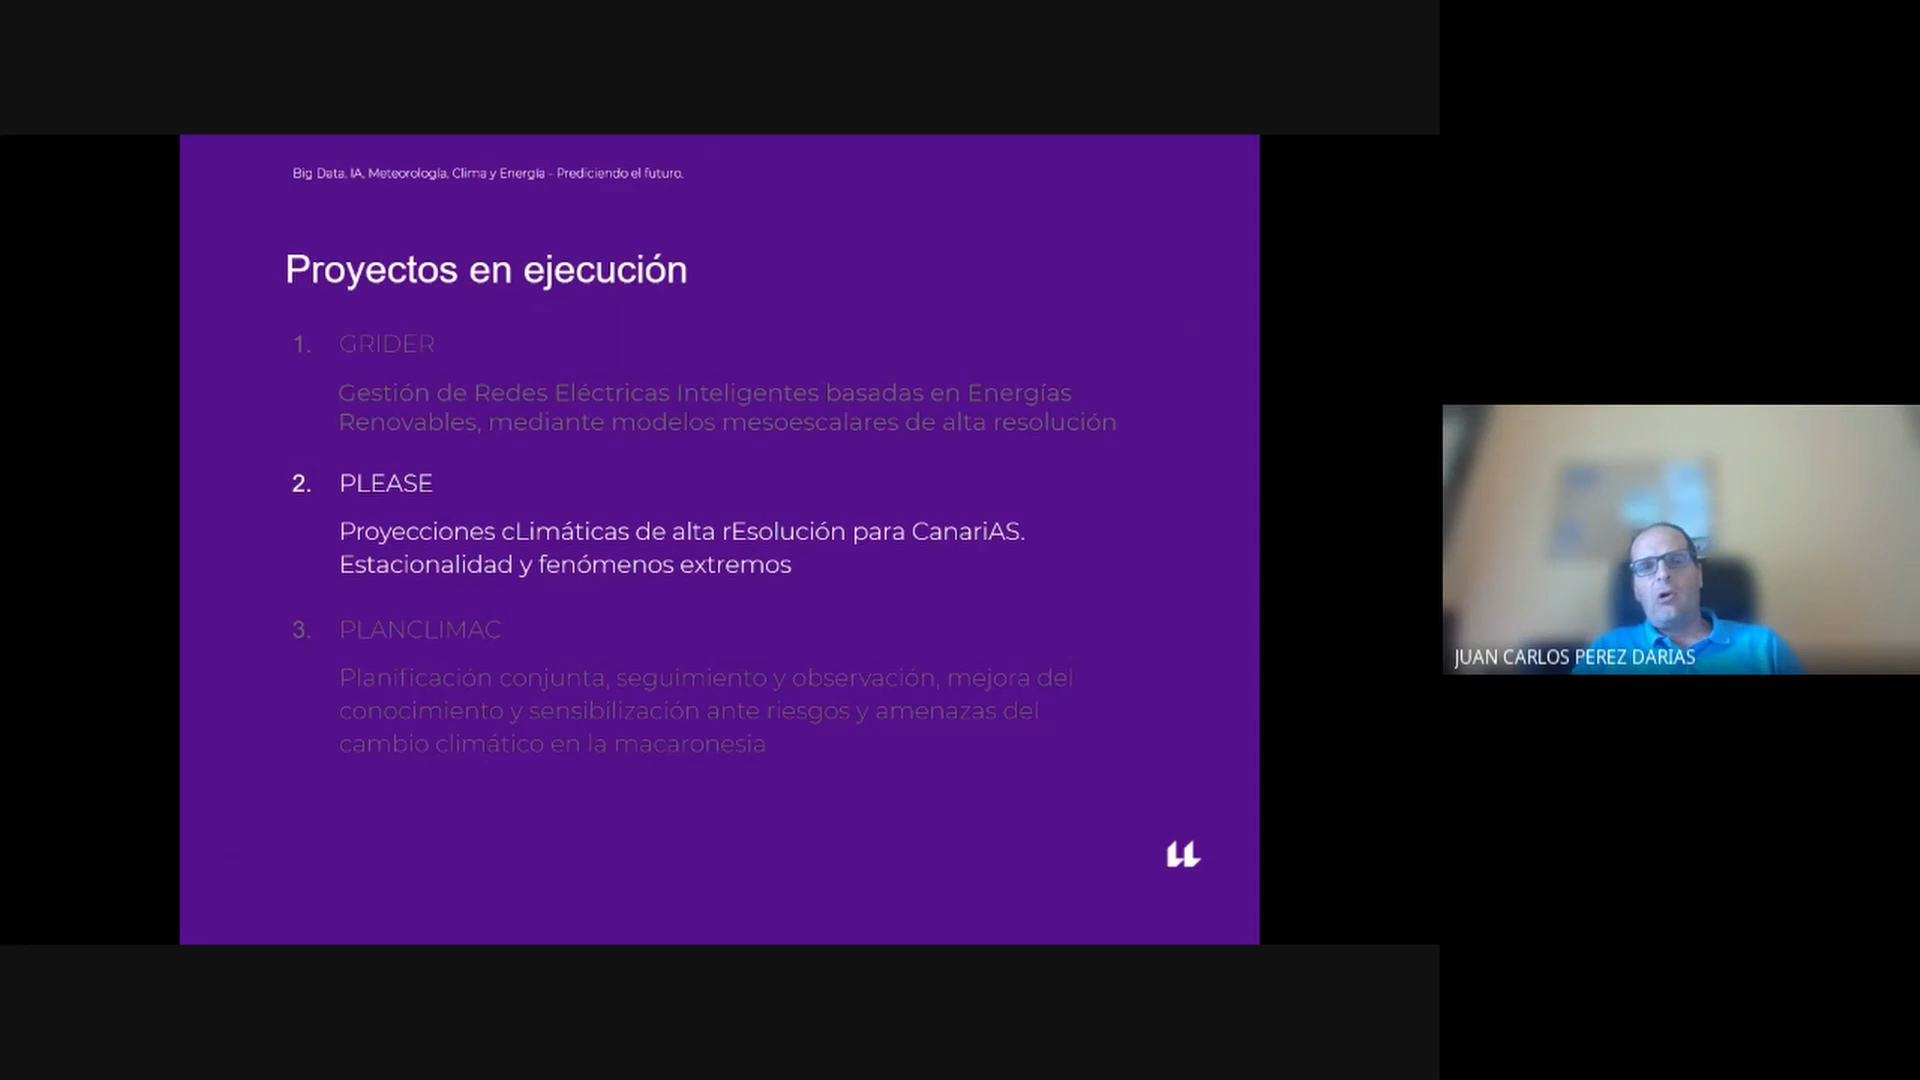 Big Data, IA, Meteorología, Clima y Energía - Prediciendo el futuro.
Proyectos en ejecución
1. GRIDER
Gestión de Redes Eléctricas Inteligentes basadas en Energías
Renovables, mediante modelos mesoescalares de alta resolución
2. PLEASE
Proyecciones cLimáticas de alta rEsolución para CanariAS.
Estacionalidad y fenómenos extremos
3. PLANCLIMAC
Planificación conjunta, seguimiento y observación, mejora del
conocimiento y sensibilización ante riesgos y amenazas del
cambio climático en la macaronesia
JUAN CARLOS PEREZ DARIAS